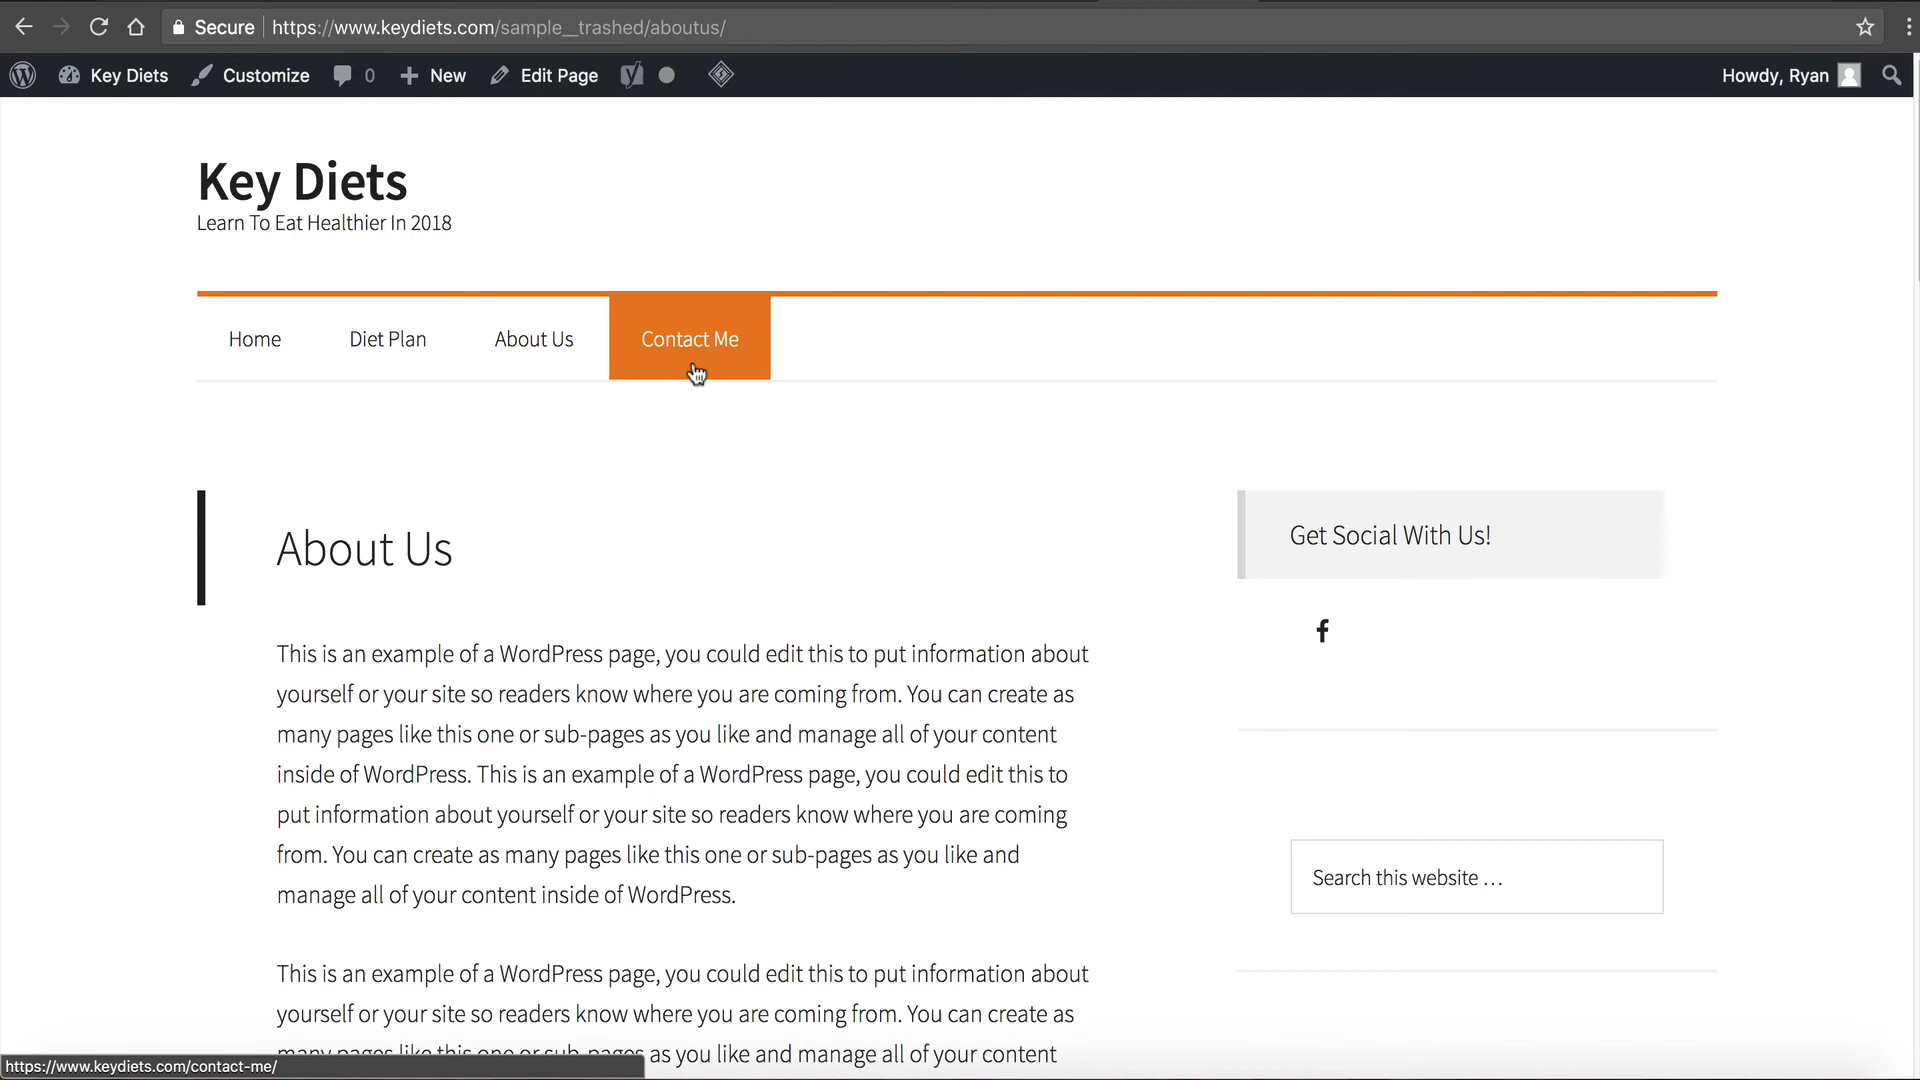 Secure https://www.keydiets.com/sample__trashed/aboutus/
Key Diets Customize 0 New Edit Page Howdy, Ryan
Key Diets
Learn To Eat Healthier In 2018
Home Diet Plan About Us Contact Me
About Us
This is an example of a WordPress page, you could edit this to put information about
yourself or your site so readers know where you are coming from. You can create as
many pages like this one or sub-pages as you like and manage all of your content
inside of WordPress. This is an example of a WordPress page, you could edit this to
put information about yourself or your site so readers know where you are coming
from. You can create as many pages like this one or sub-pages as you like and
manage all of your content inside of WordPress.
This is an example of a WordPress page, you could edit this to put information about
yourself or your site so readers know where you are coming from. You can create as
many pages like this one or sub-pages as you like and manage all of your content
Get Social With Us!
Search this website …
https://www.keydiets.com/contact-me/